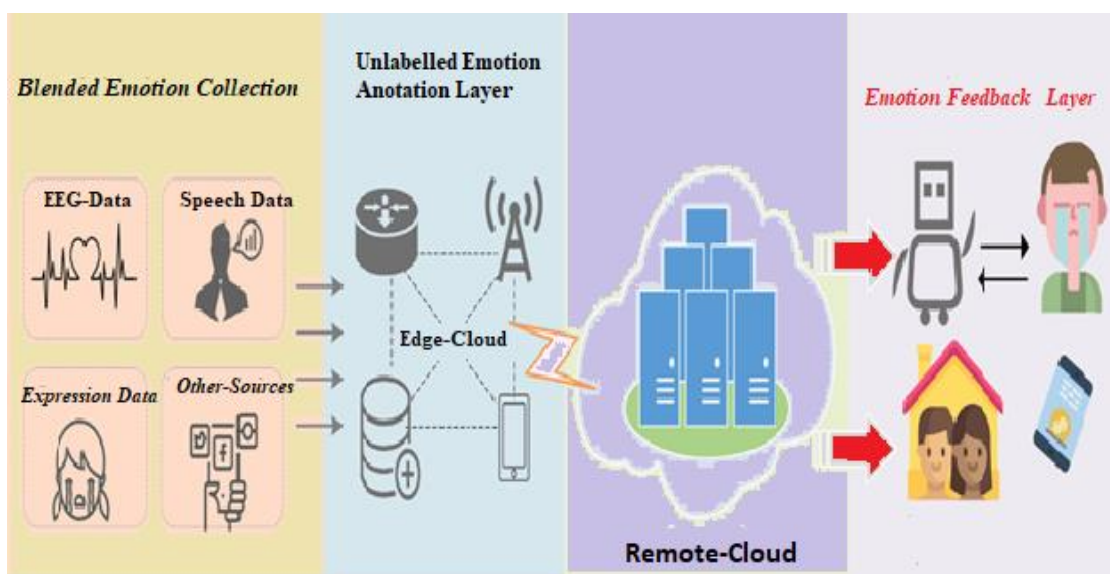 Blended Emotion Collection
EEG-Data
Speech Data
Expression Data
Other-Sources
Unlabelled Emotion
Anotation Layer
Edge-Cloud
Remote-Cloud
Emotion Feedback Layer